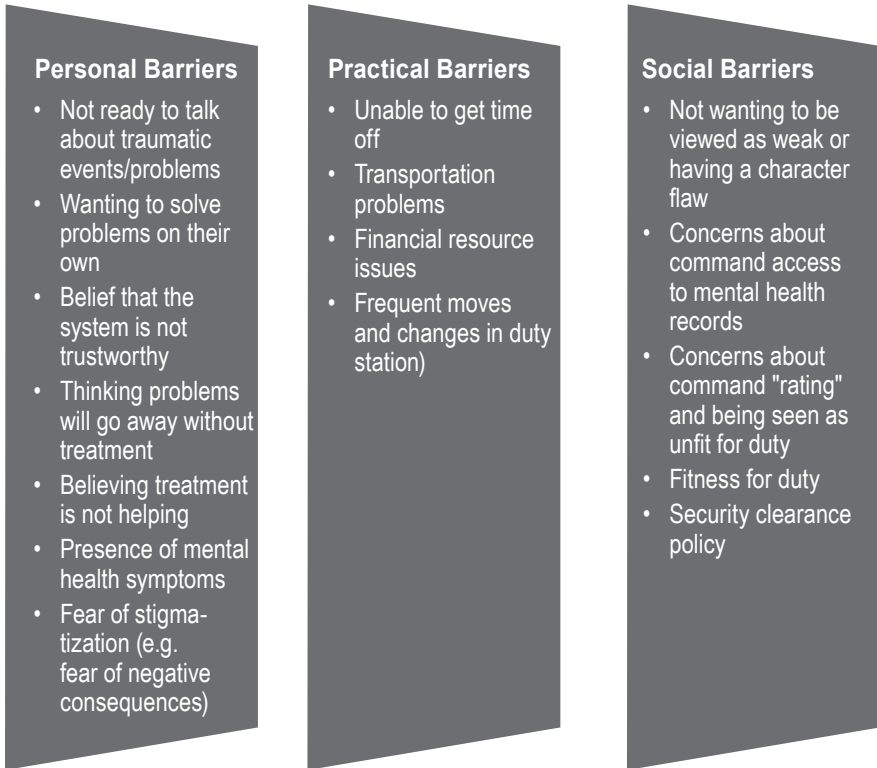 Personal Barriers
• Not ready to talk
about traumatic
events/problems
• Wanting to solve
problems on their
own
• Belief that the
system is not
trustworthy
• Thinking problems
will go away without
treatment
• Believing treatment
is not helping
• Presence of mental
health symptoms
• Fear of stigma-
tization (e.g.
fear of negative
consequences)
Practical Barriers
• Unable to get time
off
• Transportation
problems
• Financial resource
issues
• Frequent moves
and changes in duty
station)
Social Barriers
• Not wanting to be
viewed as weak or
having a character
flaw
• Concerns about
command access
to mental health
records
• Concerns about
command "rating"
and being seen as
unfit for duty
• Fitness for duty
• Security clearance
policy